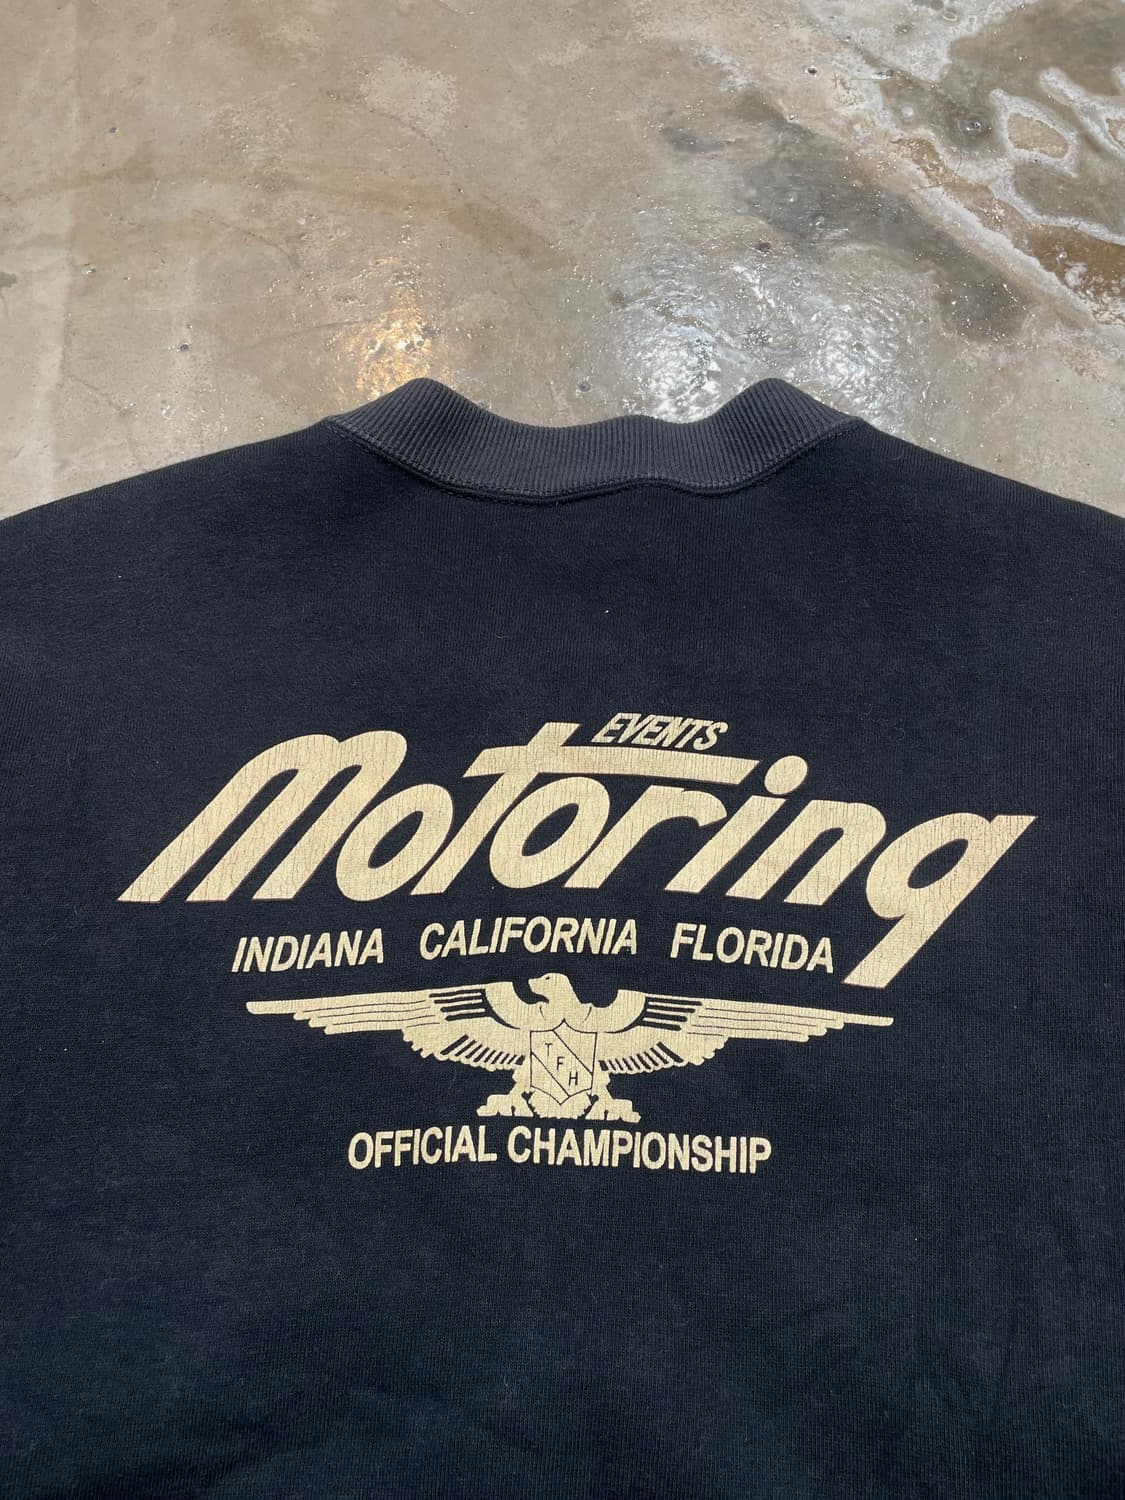 EVENTS
Motoring
INDIANA CALIFORNIA FLORIDA
TFH
OFFICIAL CHAMPIONSHIP